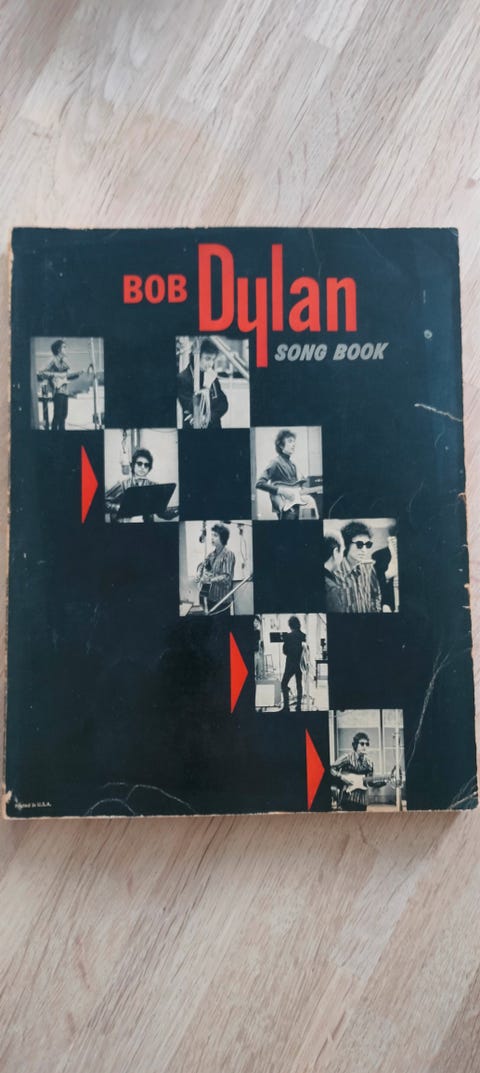 BOB Dylan
SONG BOOK
Printed in U.S.A.